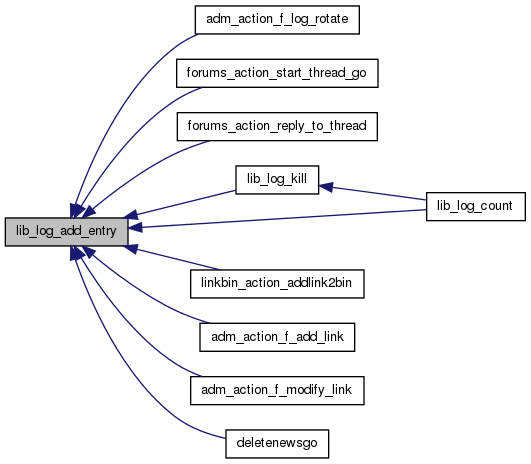 adm_action_f_log_rotate
forums_action_start_thread_go
forums_action_reply_to_thread
lib_log_kill
lib_log_count
lib_log_add_entry
linkbin_action_addlink2bin
adm_action_f_add_link
adm_action_f_modify_link
deletenewsgo